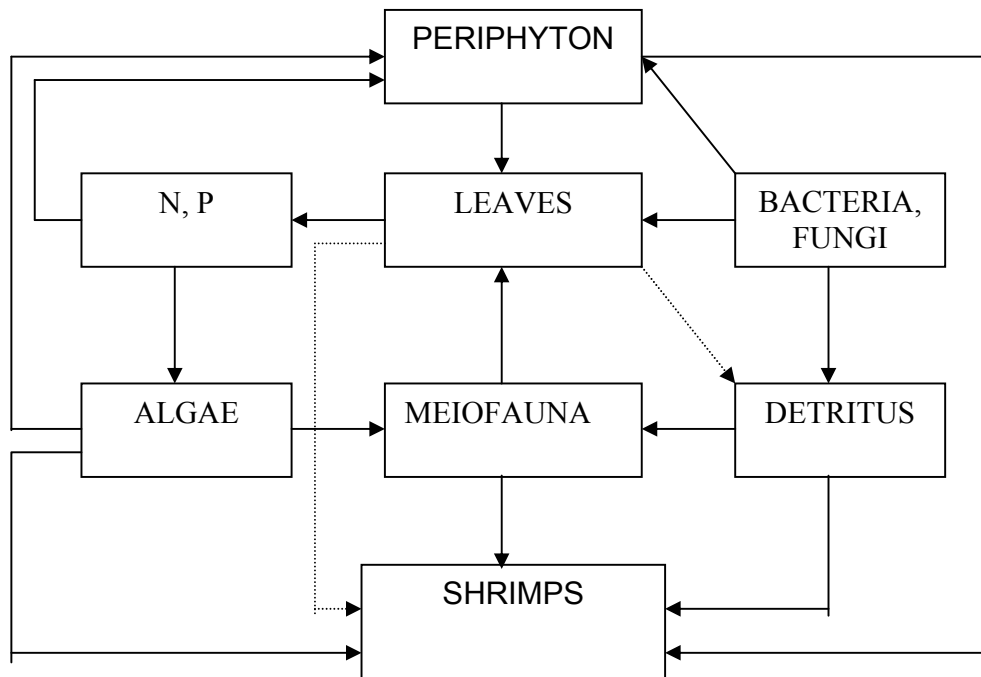 PERIPHYTON
N, P
LEAVES
BACTERIA,
FUNGI
ALGAE
MEIOFAUNA
DETRITUS
SHRIMPS